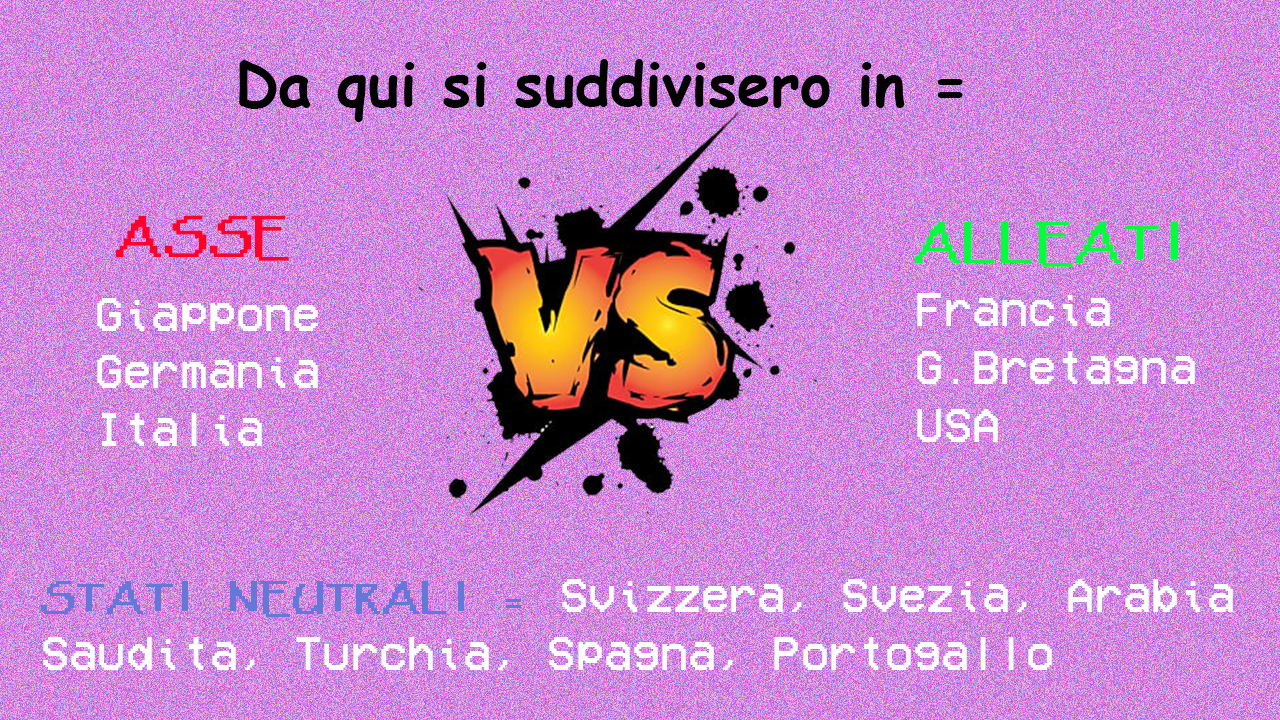 Da qui si suddivisero in =
ASSE
Giappone
Germania
Italia
VS
ALLEATI
Francia
G.Bretagna
USA
STATI NEUTRALI = Svizzera, Svezia, Arabia
Saudita, Turchia, Spagna, Portogallo